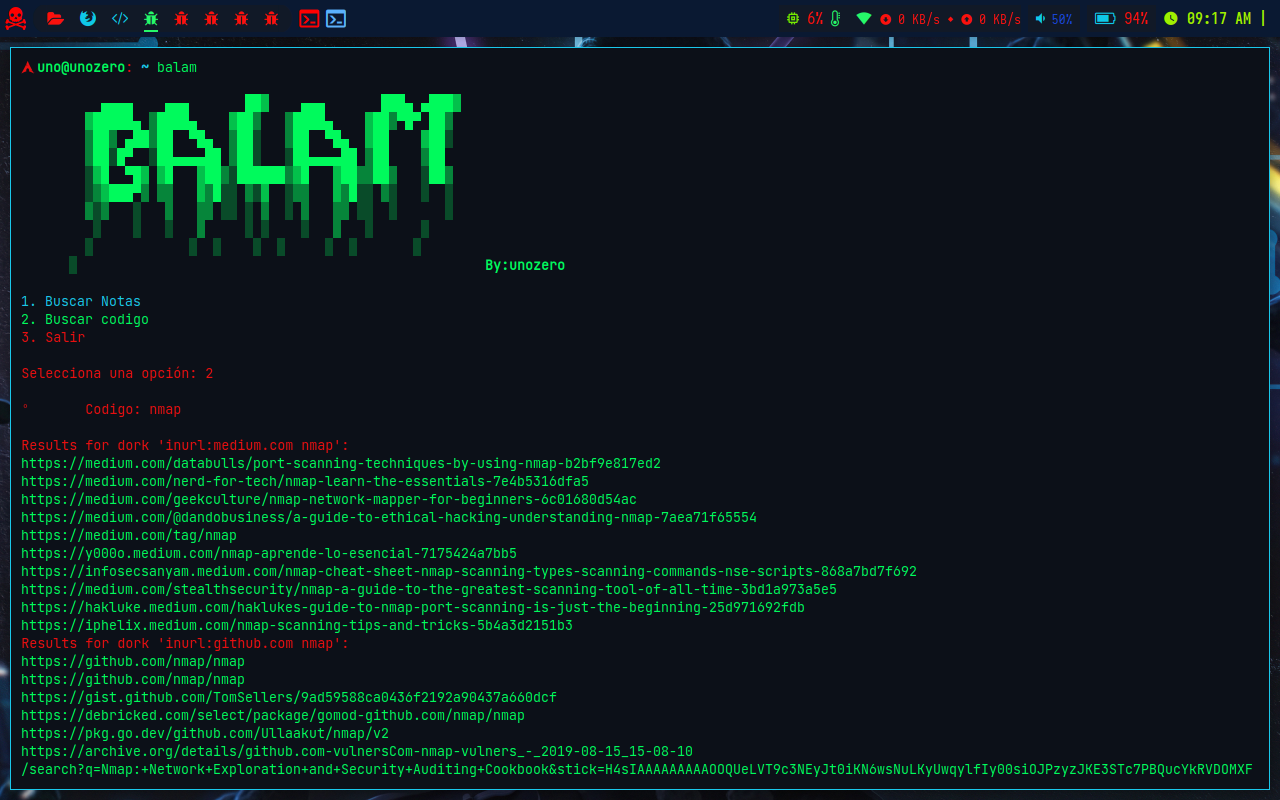 6% 0 KB/s • 0 KB/s 50% 94% 09:17 AM |
uno@unozero: ~ balam
BALAM
By:unozero
1. Buscar Notas
2. Buscar codigo
3. Salir
Selecciona una opción: 2
° Codigo: nmap
Results for dork 'inurl:medium.com nmap':
https://medium.com/databulls/port-scanning-techniques-by-using-nmap-b2bf9e817ed2
https://medium.com/nerd-for-tech/nmap-learn-the-essentials-7e4b5316dfa5
https://medium.com/geekculture/nmap-network-mapper-for-beginners-6c01680d54ac
https://medium.com/@dandobusiness/a-guide-to-ethical-hacking-understanding-nmap-7aea71f65554
https://medium.com/tag/nmap
https://y000o.medium.com/nmap-aprende-lo-esencial-7175424a7bb5
https://infosecsanyam.medium.com/nmap-cheat-sheet-nmap-scanning-types-scanning-commands-nse-scripts-868a7bd7f692
https://medium.com/stealthsecurity/nmap-a-guide-to-the-greatest-scanning-tool-of-all-time-3bd1a973a5e5
https://hakluke.medium.com/haklukes-guide-to-nmap-port-scanning-is-just-the-beginning-25d971692fdb
https://iphelix.medium.com/nmap-scanning-tips-and-tricks-5b4a3d2151b3
Results for dork 'inurl:github.com nmap':
https://github.com/nmap/nmap
https://github.com/nmap/nmap
https://gist.github.com/TomSellers/9ad59588ca0436f2192a90437a660dcf
https://debricked.com/select/package/gomod-github.com/nmap/nmap
https://pkg.go.dev/github.com/Ullaakut/nmap/v2
https://archive.org/details/github.com-vulnersCom-nmap-vulners_-_2019-08-15_15-08-10
/search?q=Nmap:+Network+Exploration+and+Security+Auditing+Cookbook&stick=H4sIAAAAAAAAAOOQUeLVT9c3NEyJt0iKN6wsNuLKyUwqylfIy00siOJPzyzJKE3STc7PBQucYkRVDOMXF